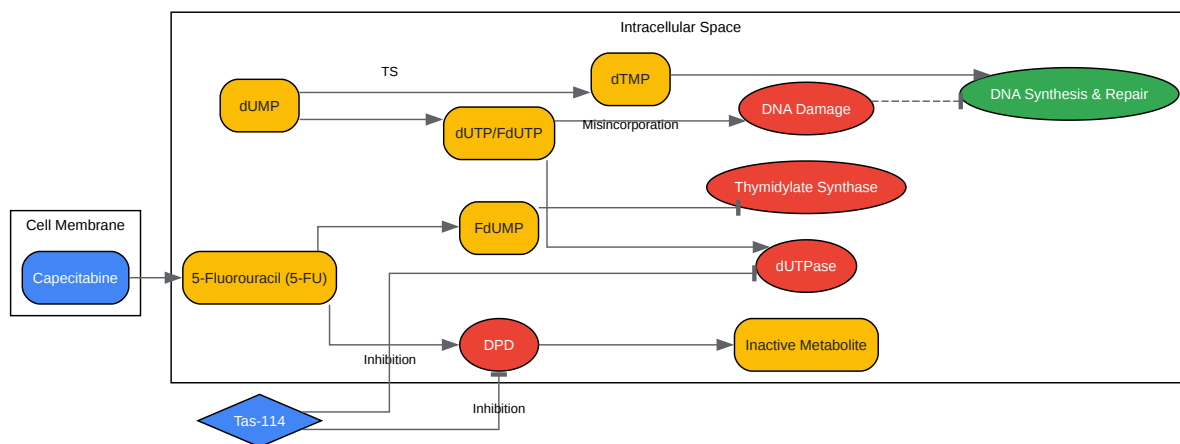 Intracellular Space
TS
dTMP
dUMP
DNA Synthesis & Repair
DNA Damage
Misincorporation
dUTP/FdUTP
Thymidylate Synthase
Cell Membrane
FdUMP
Capecitabine
5-Fluorouracil (5-FU)
dUTPase
DPD
Inactive Metabolite
Inhibition
Inhibition
Tas-114